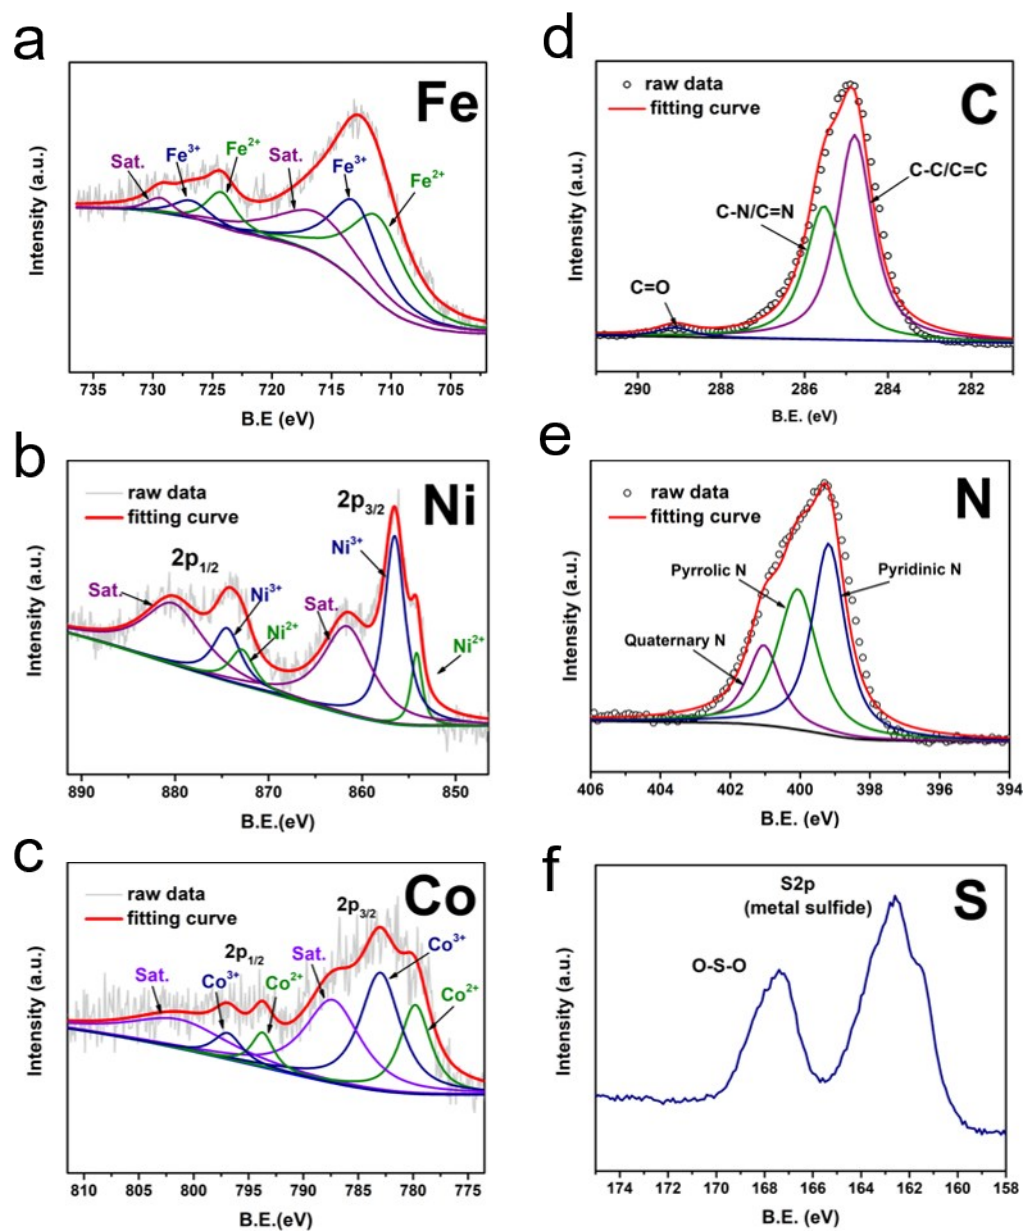 a
Fe
Sat.
Fe3+
Fe2+
Sat.
Fe3+
Fe2+
Intensity (a.u.)
735 730 725 720 715 710 705
B.E (eV)
d
raw data
fitting curve
C
C-C/C=C
C-N/C=N
C=O
Intensity (a.u.)
290 288 286 284 282
B.E. (eV)
b
raw data
fitting curve
2p3/2
Ni
2p1/2
Ni3+
Sat.
Ni3+
Sat.
Ni2+
Ni2+
Intensity (a.u.)
890 880 870 860 850
B.E.(eV)
e
raw data
fitting curve
N
Pyrrolic N
Pyridinic N
Quaternary N
Intensity (a.u.)
406 404 402 400 398 396 394
B.E. (eV)
c
raw data
fitting curve
2p3/2
Co
2p1/2
Sat.
Co3+
Sat.
Co3+
Co2+
Co2+
Intensity (a.u.)
810 805 800 795 790 785 780 775
B.E.(eV)
f
S2p
(metal sulfide)
S
O-S-O
Intensity (a.u.)
174 172 170 168 166 164 162 160 158
B.E. (eV)